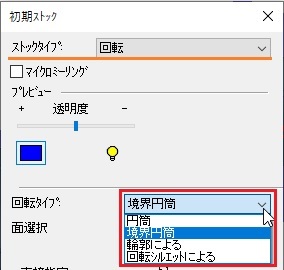 初期ストック
ストックタイプ: 回転
マイクロミーリング
プレビュー
+ 透明度 -
回転タイプ: 境界円筒
円筒
面選択 境界円筒
輪郭による
回転シルエットによる